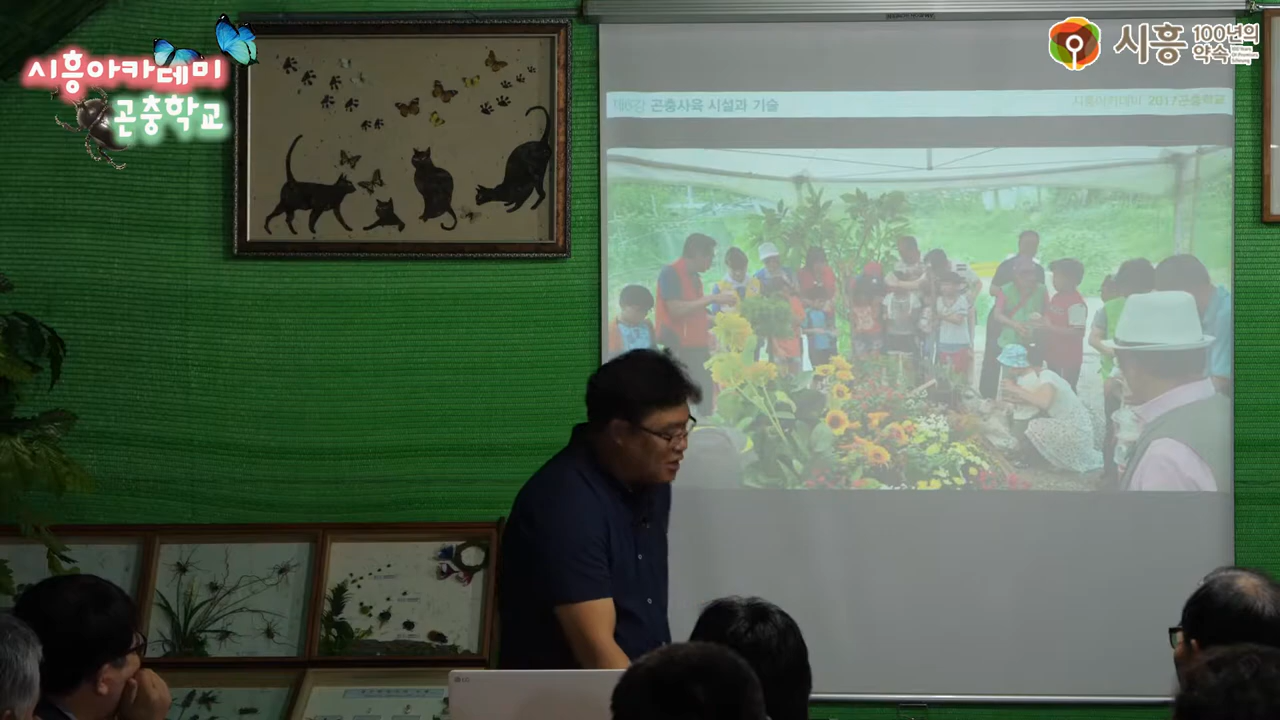 시흥아카데미
곤충학교
시흥 100년의
약속
제6강 곤충사육 시설과 기술
시흥아카데미 2017곤충학교
LG